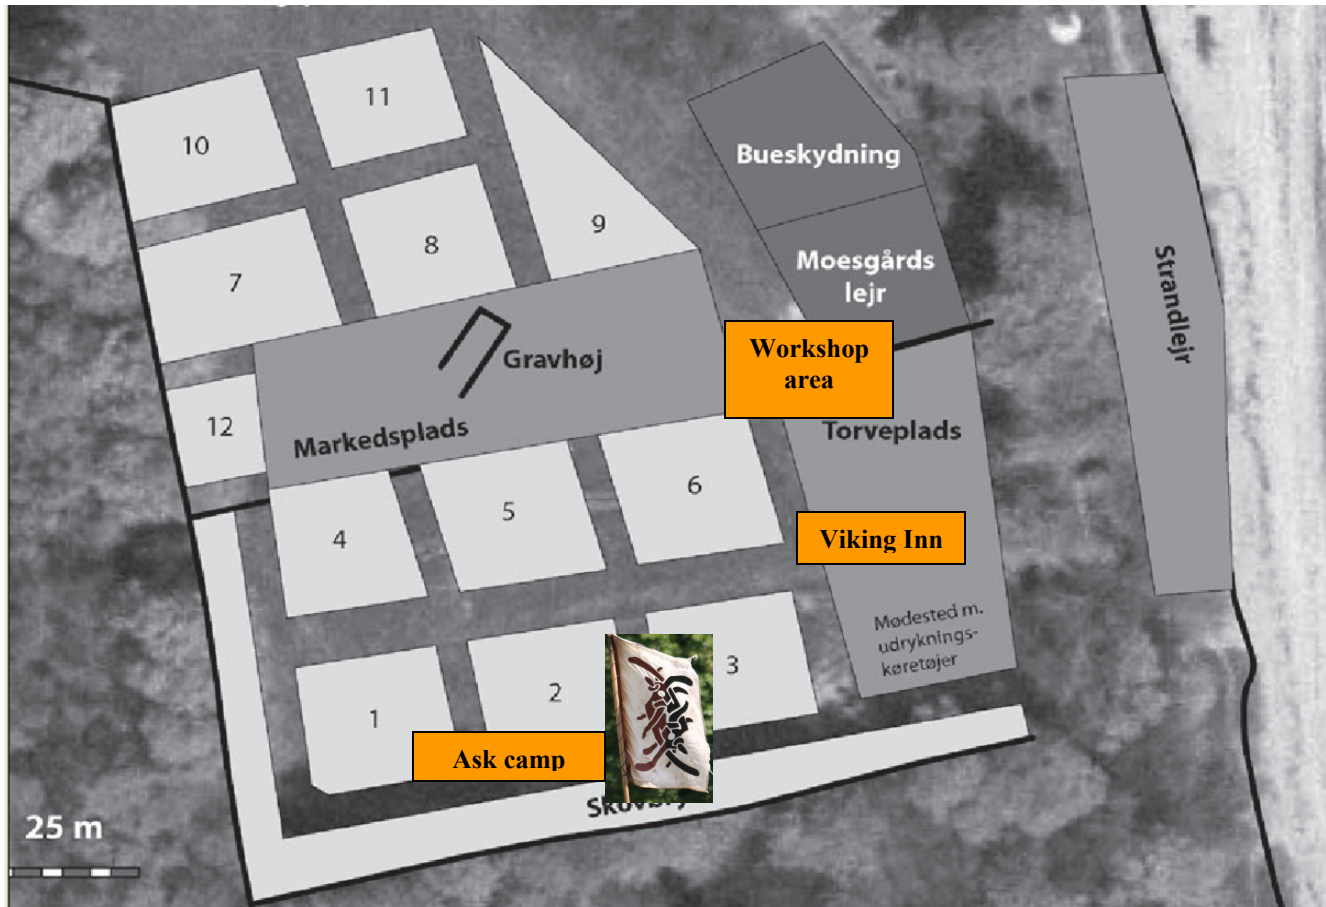 11
10
Bueskydning
9
8
Moesgårds
lejr
7
Strandlejr
Workshop
area
Gravhøj
12
Markedsplads
Torveplads
6
5
4
Viking Inn
Mødested m.
udryknings-
køretøjer
3
2
1
Ask camp
25 m